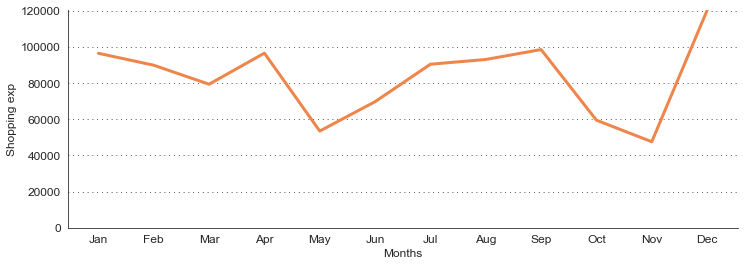 120000
100000
80000
60000
40000
20000
0
Shopping exp
Jan Feb Mar Apr May Jun Jul Aug Sep Oct Nov Dec
Months